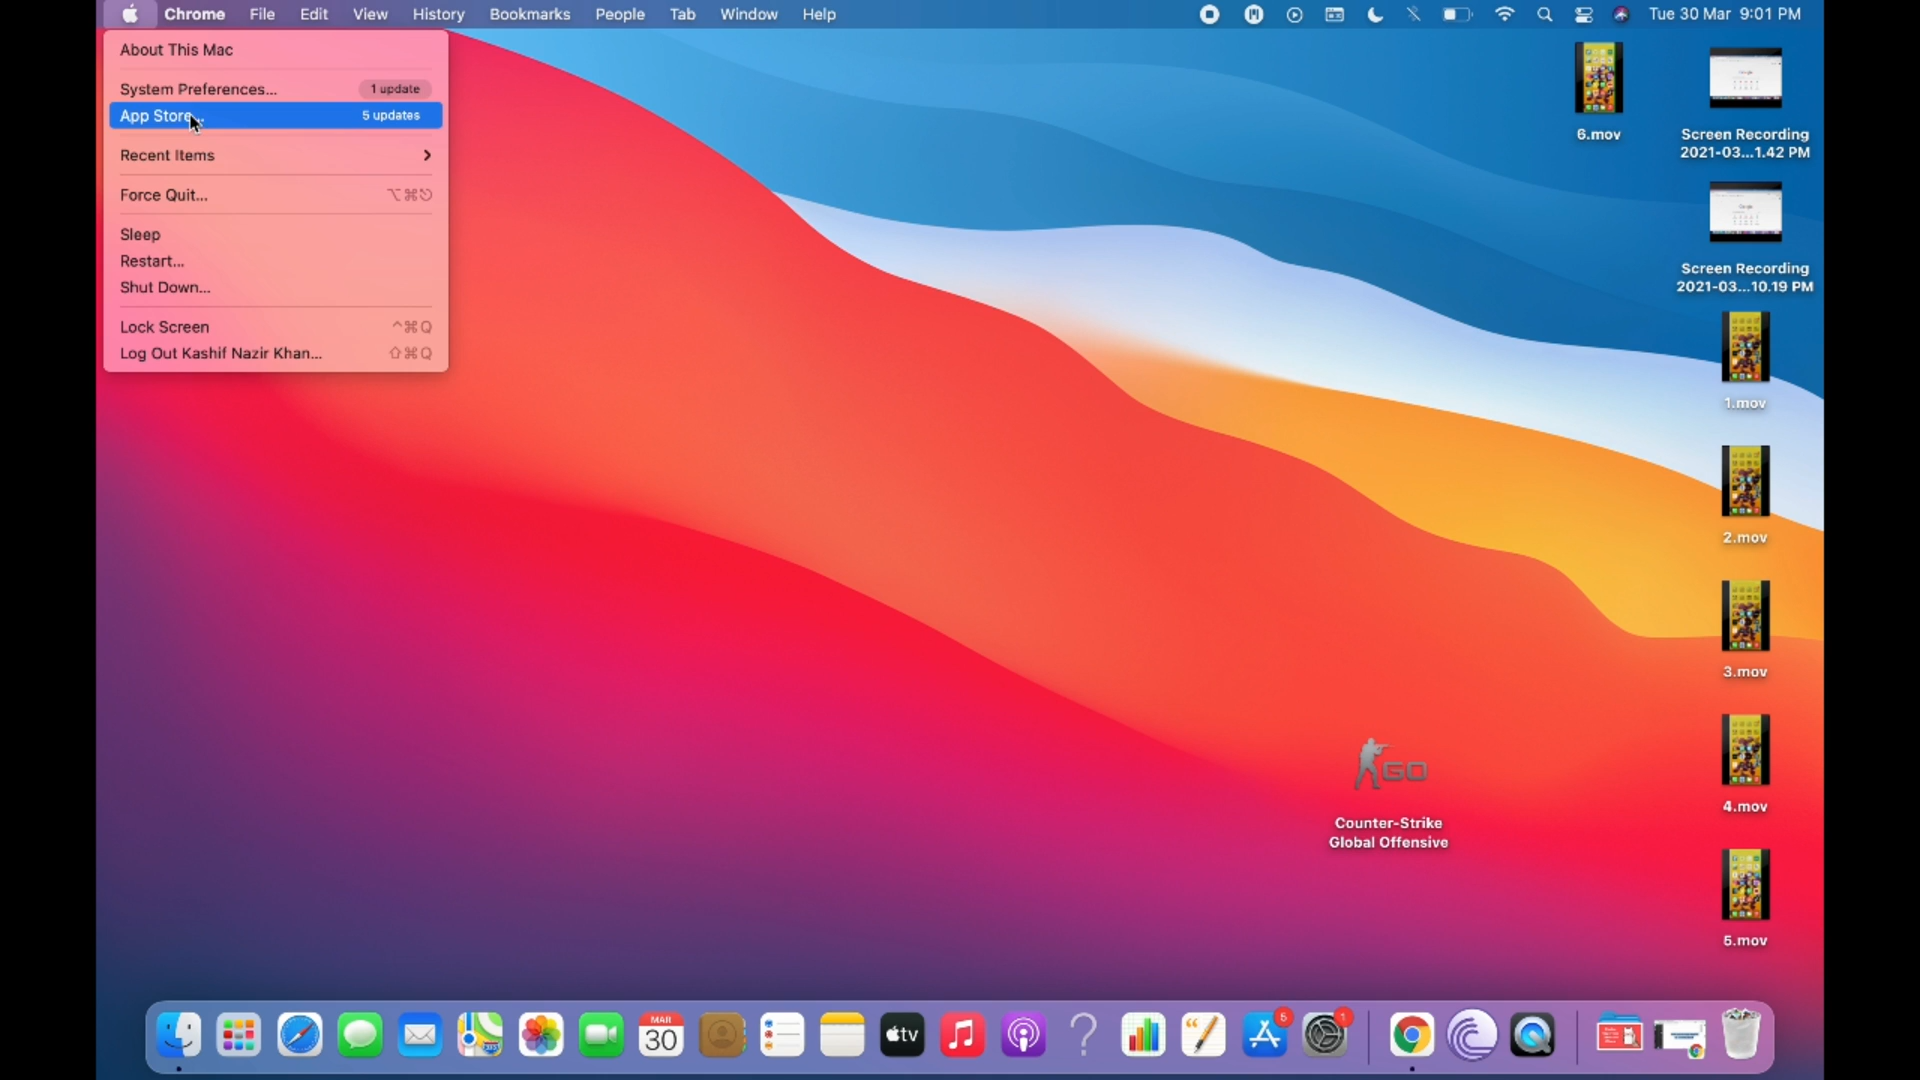 Chrome File Edit View History Bookmarks People Tab Window Help Tue 30 Mar 9:01 PM
About This Mac
System Preferences... 1 update
App Store... 5 updates
Recent Items
Force Quit... ⌥⌘⎋
Sleep
Restart...
Shut Down...
Lock Screen ^⌘Q
Log Out Kashif Nazir Khan... ⇧⌘Q
6.mov
Screen Recording
2021-03...1.42 PM
Screen Recording
2021-03...10.19 PM
1.mov
2.mov
3.mov
4.mov
GO
Counter-Strike
Global Offensive
5.mov
MAR
30
tv
5
1